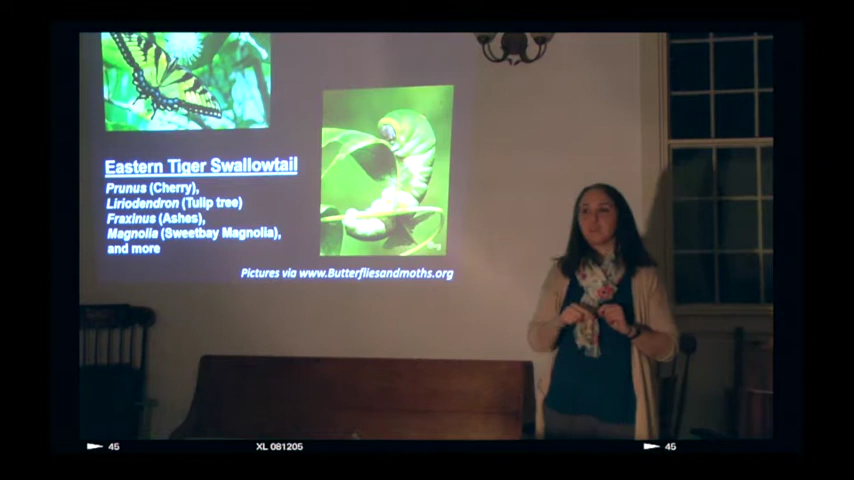 Eastern Tiger Swallowtail
Prunus (Cherry),
Liriodendron (Tulip tree)
Fraxinus (Ashes),
Magnolia (Sweetbay Magnolia),
and more
Pictures via www.Butterfliesandmoths.org
45 XL 081205 45